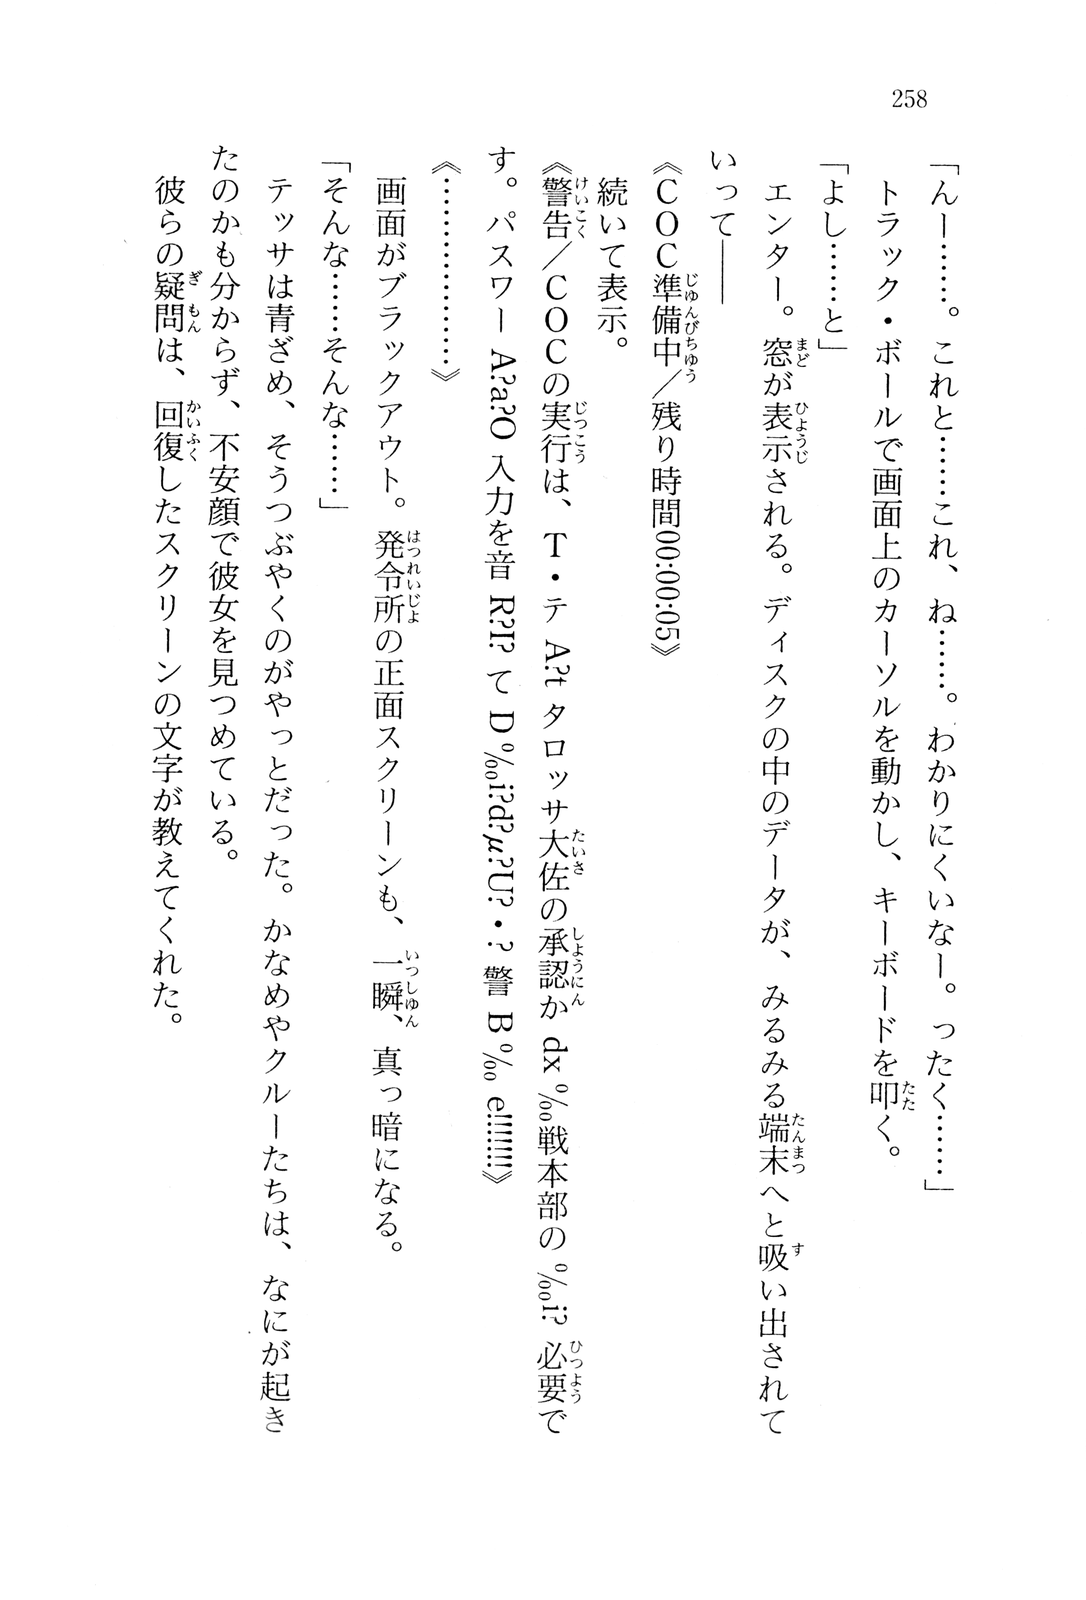 258
「んー……。これと……これ、ね……。わかりにくいなー。ったく……」
トラック・ボールで画面上のカーソルを動かし、キーボードを叩く。
「よし……と」
エンター。窓が表示される。ディスクの中のデータが、みるみる端末へと吸い出されて
いって――
《COC準備中／残り時間00:00:05》
続いて表示。
《警告／COCの実行は、T・テ A?t タロッサ大佐の承認か dx ‰戦本部の ‰i? 必要で
す。パスワー A?a?O 入力を音 R?I? て D ‰i?d?μ?U?・? 警 B ‰ e!!!!!!!!》
《………………》
画面がブラックアウト。発令所の正面スクリーンも、一瞬、真っ暗になる。
「そんな……そんな……」
テッサは青ざめ、そうつぶやくのがやっとだった。かなめやクルーたちは、なにが起き
たのかも分からず、不安顔で彼女を見つめている。
彼らの疑問は、回復したスクリーンの文字が教えてくれた。